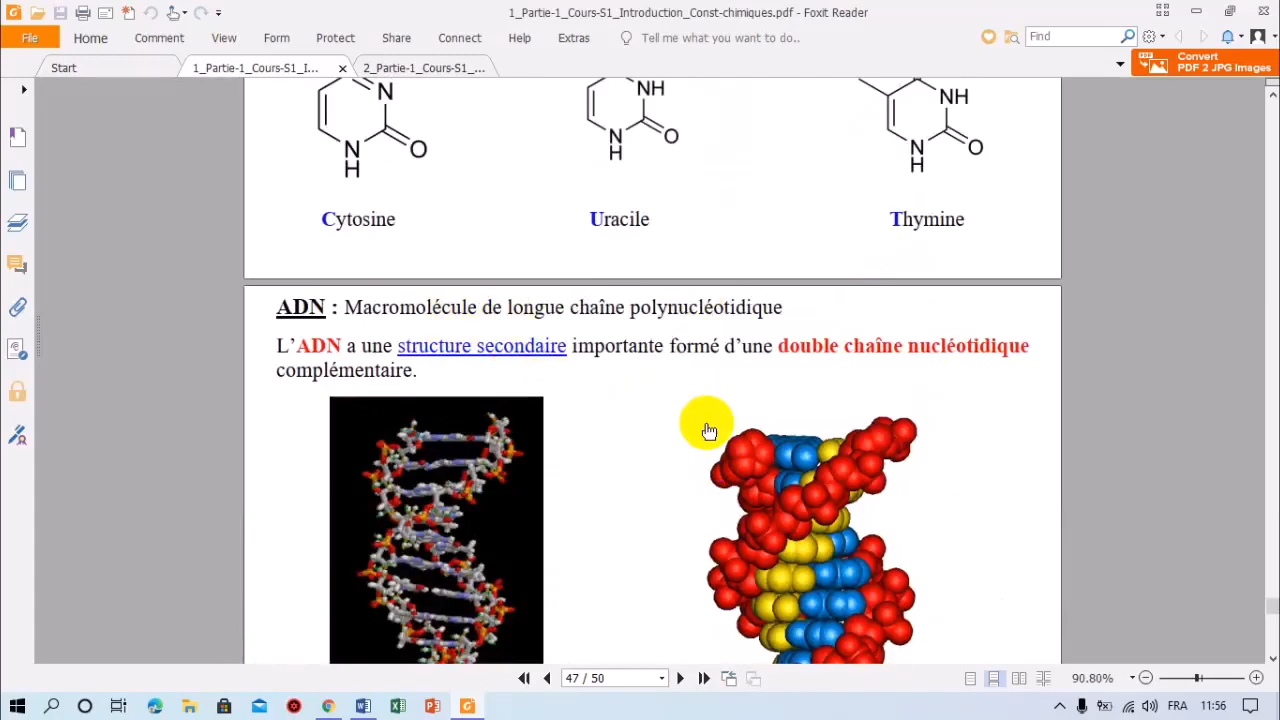 1_Partie-1_Cours-S1_Introduction_Const-chimiques.pdf - Foxit Reader
File Home Comment View Form Protect Share Connect Help Extras Tell me what you want to do.. Find
Convert
PDF 2 JPG Images
Start 1_Partie-1_Cours-S1_I... 2_Partie-1_Cours-S1_...
N NH NH
N O N O N O
H H H
Cytosine Uracile Thymine
ADN : Macromolécule de longue chaîne polynucléotidique
L’ADN a une structure secondaire importante formé d’une double chaîne nucléotidique
complémentaire.
47 / 50 90.80%
FRA 11:56